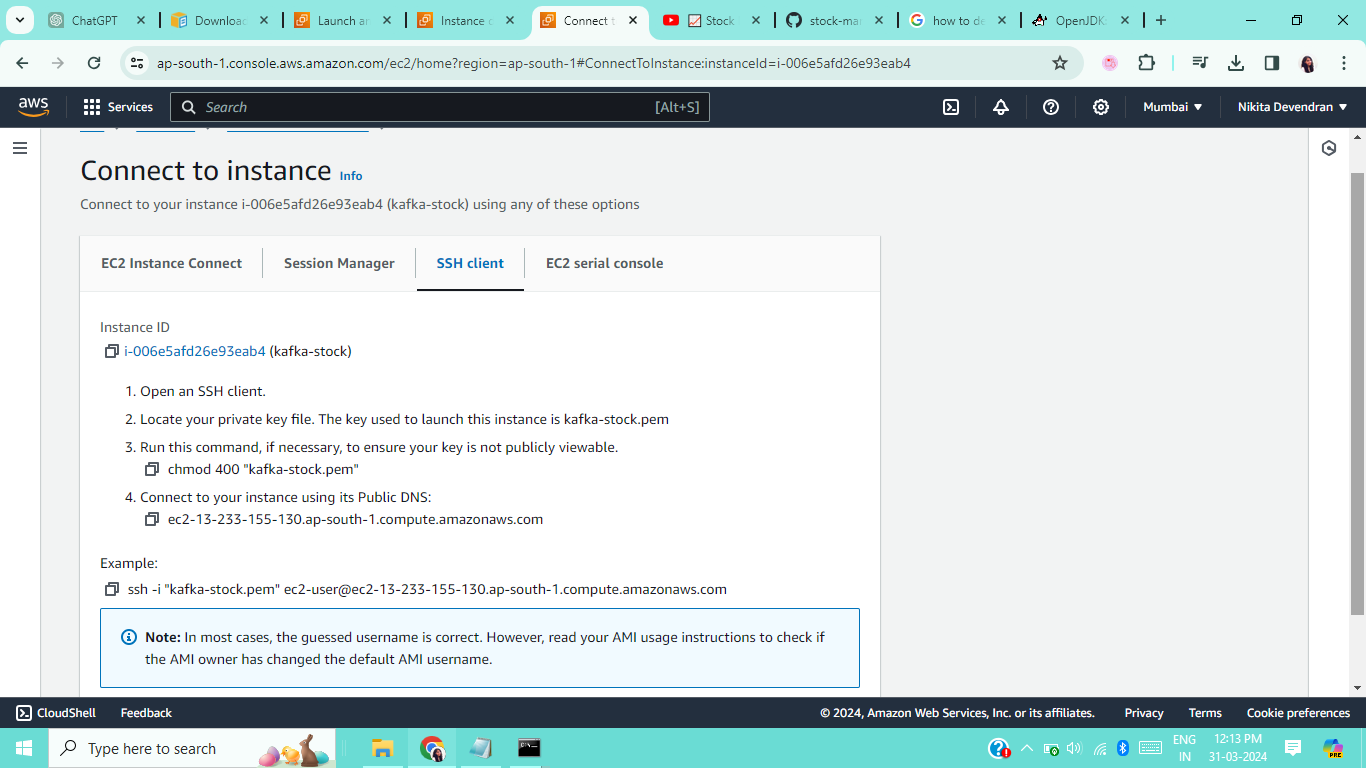 ChatGPT
Downloac
Launch an
Instance d
Connect t
Stock
stock-mar
how to de
OpenJDK
ap-south-1.console.aws.amazon.com/ec2/home?region=ap-south-1#ConnectToInstance:instanceId=i-006e5afd26e93eab4
aws
Services
Search
[Alt+S]
Mumbai
Nikita Devendran
Connect to instance Info
Connect to your instance i-006e5afd26e93eab4 (kafka-stock) using any of these options
EC2 Instance Connect
Session Manager
SSH client
EC2 serial console
Instance ID
i-006e5afd26e93eab4 (kafka-stock)
1. Open an SSH client.
2. Locate your private key file. The key used to launch this instance is kafka-stock.pem
3. Run this command, if necessary, to ensure your key is not publicly viewable.
chmod 400 "kafka-stock.pem"
4. Connect to your instance using its Public DNS:
ec2-13-233-155-130.ap-south-1.compute.amazonaws.com
Example:
ssh -i "kafka-stock.pem" ec2-user@ec2-13-233-155-130.ap-south-1.compute.amazonaws.com
Note: In most cases, the guessed username is correct. However, read your AMI usage instructions to check if
the AMI owner has changed the default AMI username.
CloudShell
Feedback
© 2024, Amazon Web Services, Inc. or its affiliates.
Privacy
Terms
Cookie preferences
Type here to search
ENG
IN
12:13 PM
31-03-2024
PRE